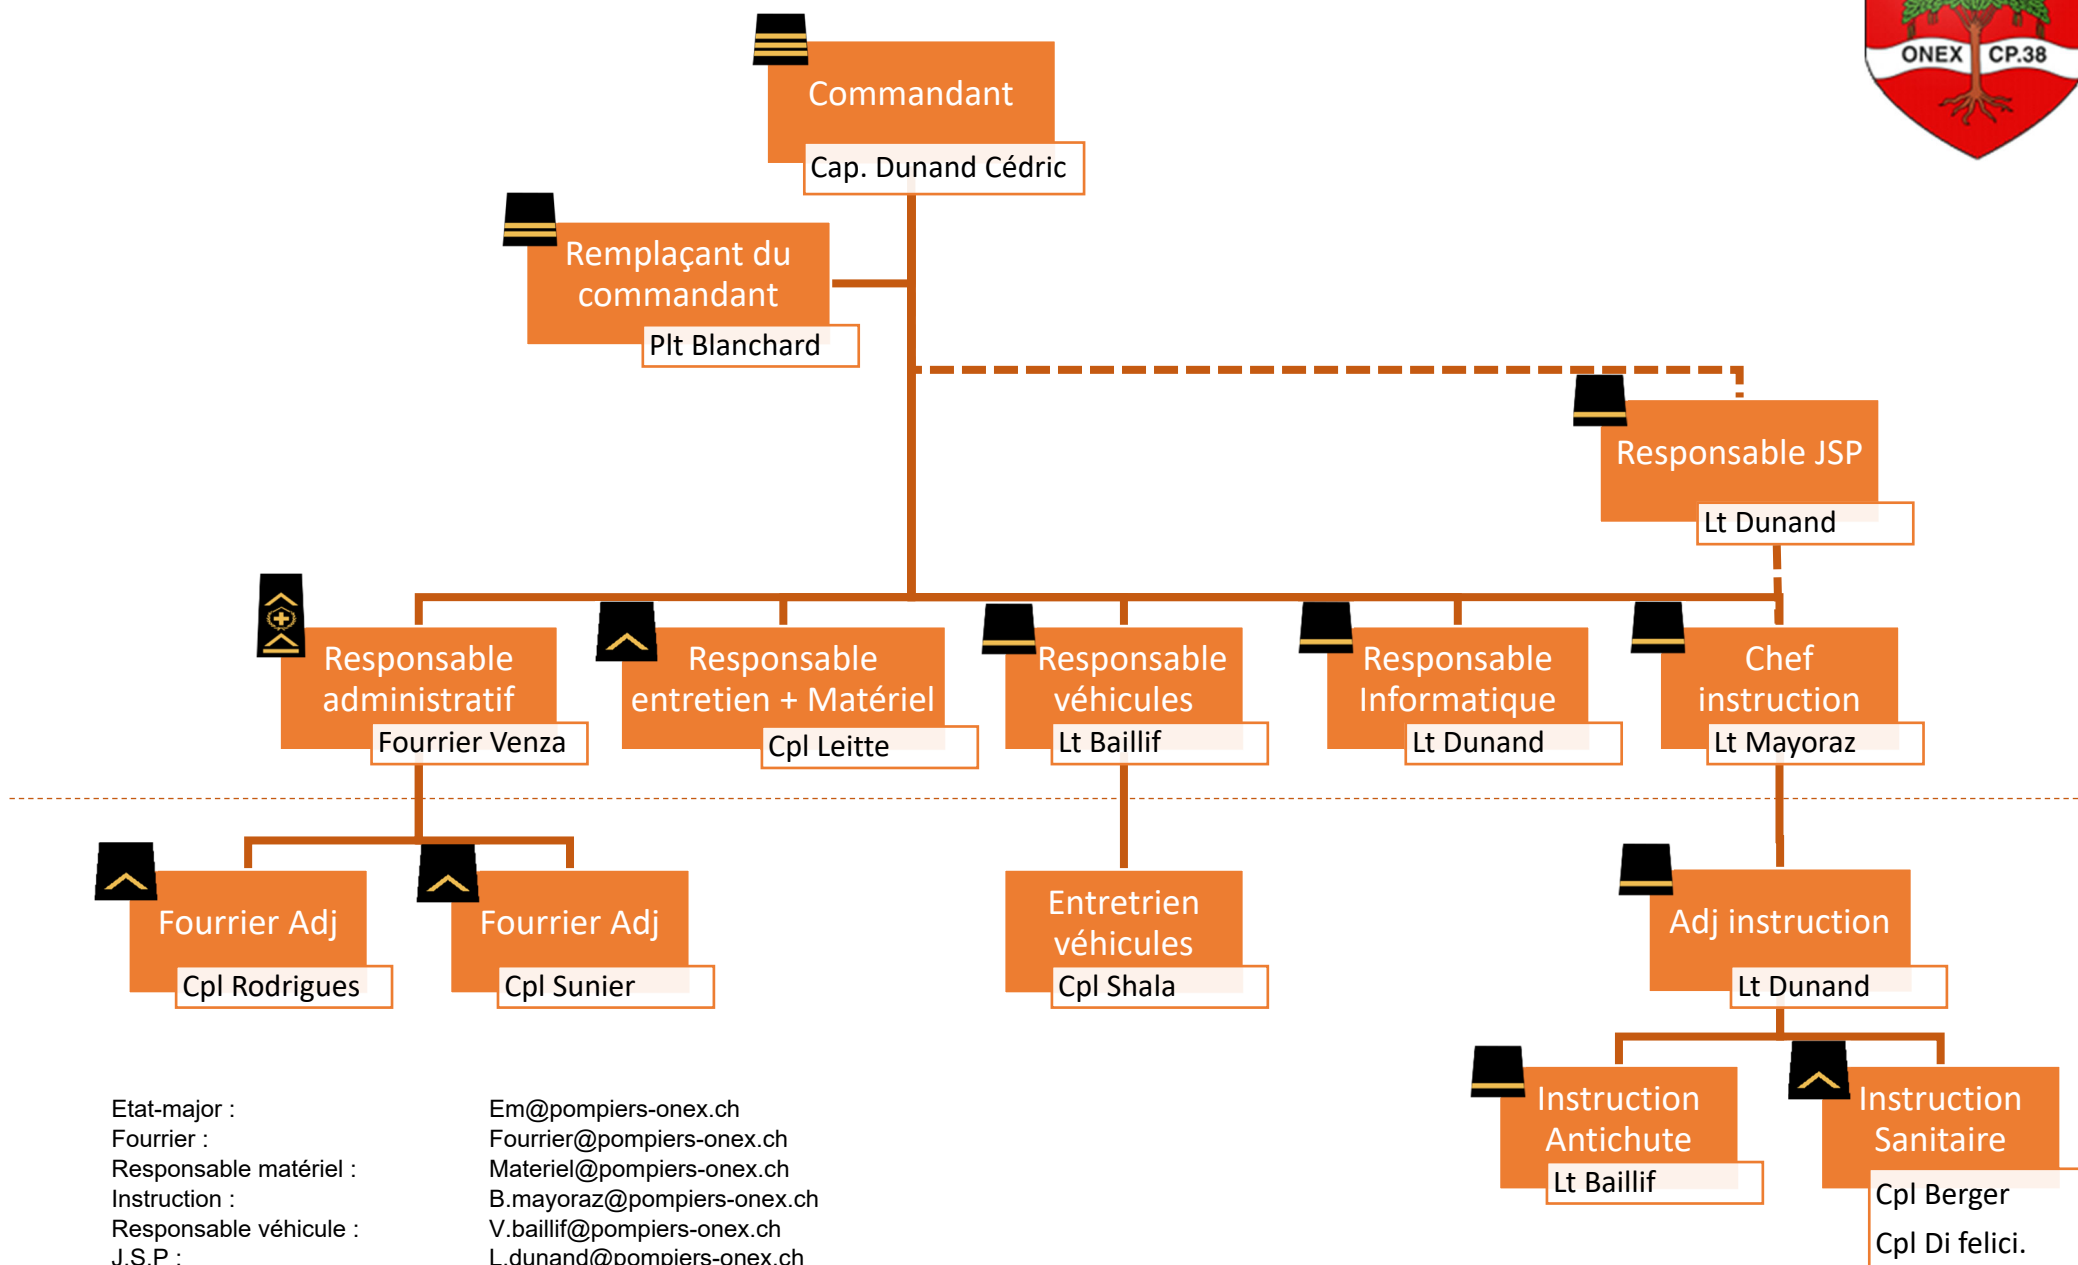 ONEX CP.38
Commandant
Cap. Dunand Cédric
Remplaçant du
commandant
Plt Blanchard
Responsable JSP
Lt Dunand
Responsable
administratif
Fourrier Venza
Responsable
entretien + Matériel
Cpl Leitte
Responsable
véhicules
Lt Baillif
Responsable
Informatique
Lt Dunand
Chef
instruction
Lt Mayoraz
Fourrier Adj
Cpl Rodrigues
Fourrier Adj
Cpl Sunier
Entretrien
véhicules
Cpl Shala
Adj instruction
Lt Dunand
Instruction
Antichute
Lt Baillif
Instruction
Sanitaire
Cpl Berger
Cpl Di felici.
Etat-major : Em@pompiers-onex.ch
Fourrier : Fourrier@pompiers-onex.ch
Responsable matériel : Materiel@pompiers-onex.ch
Instruction : B.mayoraz@pompiers-onex.ch
Responsable véhicule : V.baillif@pompiers-onex.ch
J.S.P : L.dunand@pompiers-onex.ch